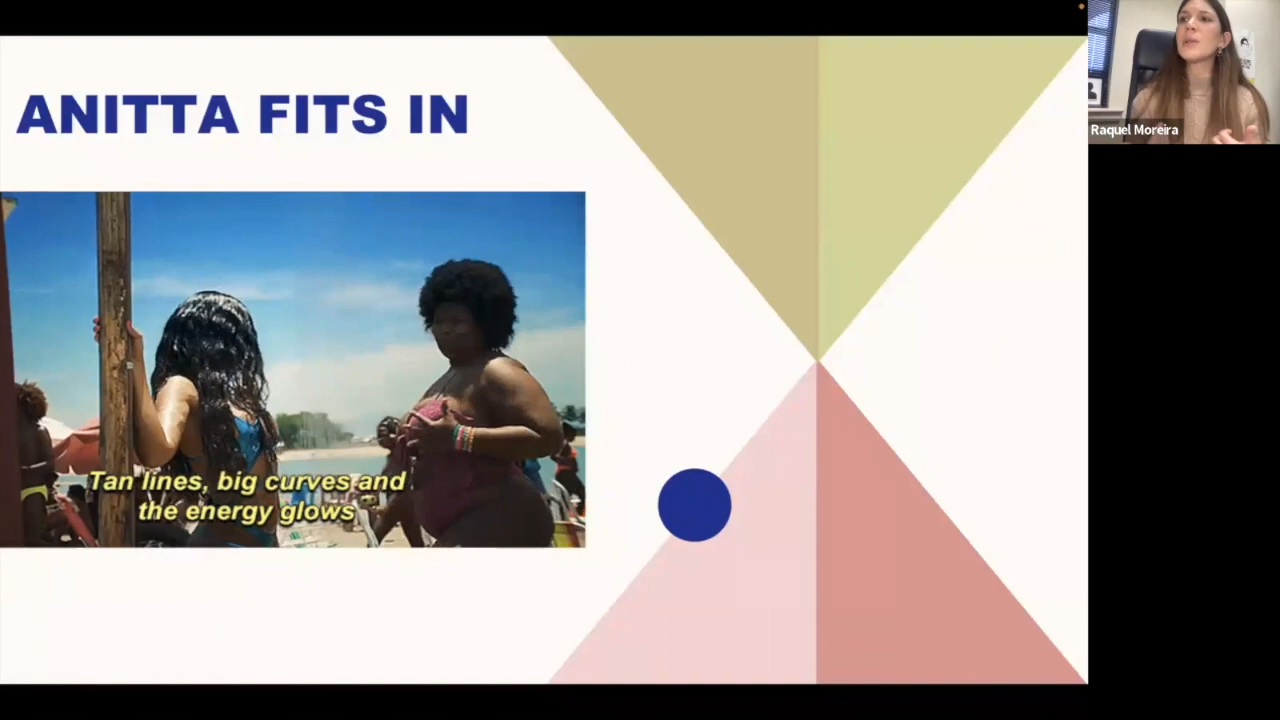 ANITTA FITS IN
Tan lines, big curves and
the energy glows
Raquel Moreira